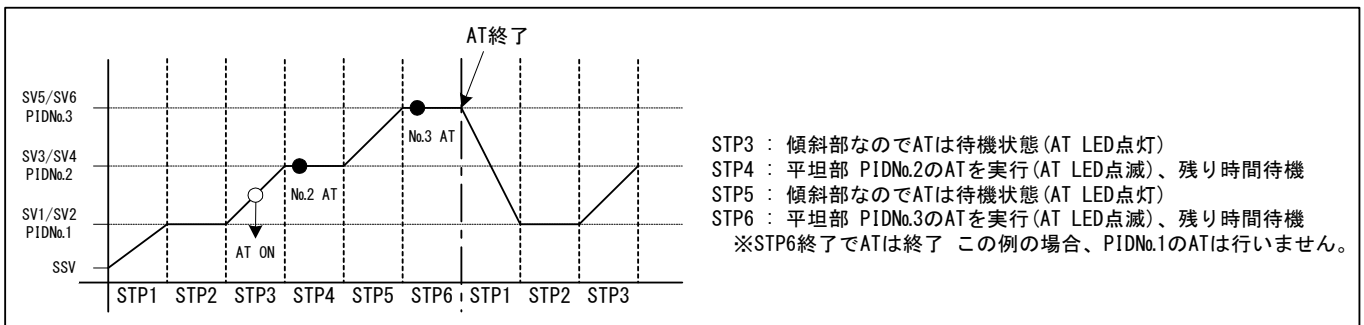 AT終了
SV5/SV6
PIDNo.3
No.3 AT
SV3/SV4
PIDNo.2
No.2 AT
SV1/SV2
PIDNo.1
AT ON
SSV
STP1 STP2 STP3 STP4 STP5 STP6 STP1 STP2 STP3
STP3 : 傾斜部なのでATは待機状態(AT LED点灯)
STP4 : 平坦部 PIDNo.2のATを実行(AT LED点滅)、残り時間待機
STP5 : 傾斜部なのでATは待機状態(AT LED点灯)
STP6 : 平坦部 PIDNo.3のATを実行(AT LED点滅)、残り時間待機
※STP6終了でATは終了 この例の場合、PIDNo.1のATは行いません。